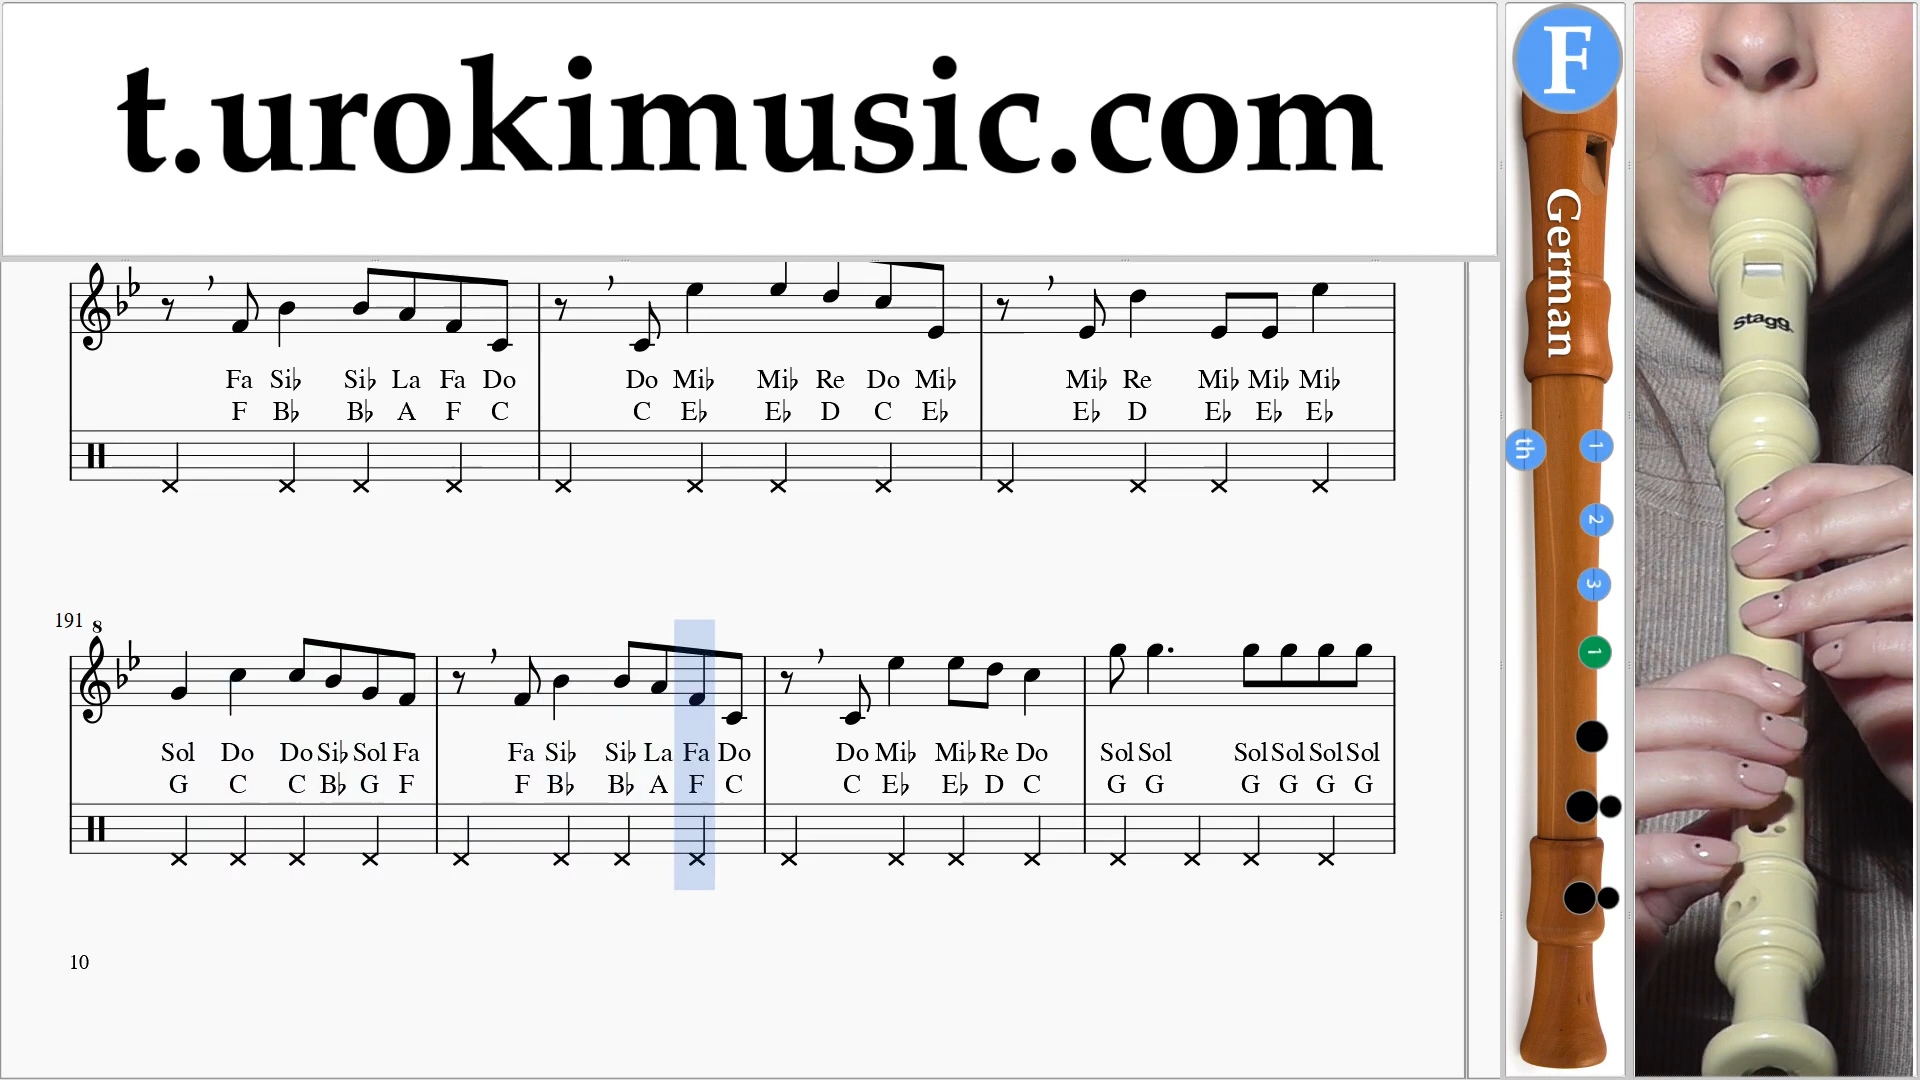 t.urokimusic.com
Fa Si♭ Si♭ La Fa Do Do Mi♭ Mi♭ Re Do Mi♭ Mi♭ Re Mi♭ Mi♭ Mi♭
F B♭ B♭ A F C C E♭ E♭ D C E♭ E♭ D E♭ E♭ E♭
191
8
Sol Do Do Si♭ Sol Fa Fa Si♭ Si♭ La Fa Do Do Mi♭ Mi♭ Re Do Sol Sol Sol Sol Sol Sol
G C C B♭ G F F B♭ B♭ A F C C E♭ E♭ D C G G G G G G
10
F
German
th
1
2
3
1
stagg